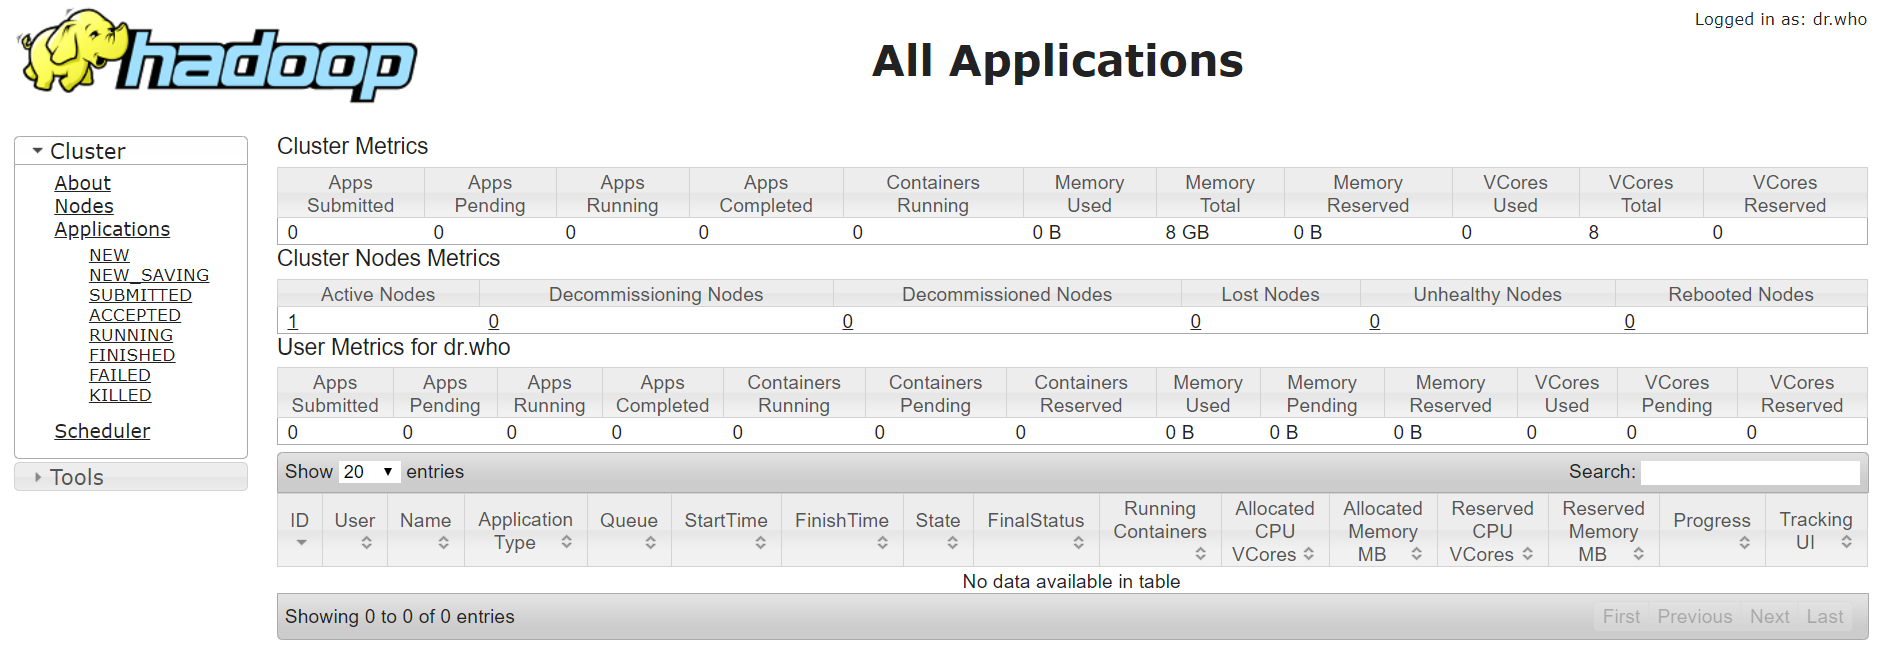 hadoop
Logged in as: dr.who
All Applications
Cluster
About
Nodes
Applications
NEW
NEW_SAVING
SUBMITTED
ACCEPTED
RUNNING
FINISHED
FAILED
KILLED
Scheduler
Tools
Cluster Metrics
Apps Submitted Apps Pending Apps Running Apps Completed Containers Running Memory Used Memory Total Memory Reserved VCores Used VCores Total VCores Reserved
0 0 0 0 0 0 B 8 GB 0 B 0 8 0
Cluster Nodes Metrics
Active Nodes Decommissioning Nodes Decommissioned Nodes Lost Nodes Unhealthy Nodes Rebooted Nodes
1 0 0 0 0 0
User Metrics for dr.who
Apps Submitted Apps Pending Apps Running Apps Completed Containers Running Containers Pending Containers Reserved Memory Used Memory Pending Memory Reserved VCores Used VCores Pending VCores Reserved
0 0 0 0 0 0 0 0 B 0 B 0 B 0 0 0
Show 20 entries Search:
ID User Name Application Type Queue StartTime FinishTime State FinalStatus Running Containers Allocated CPU VCores Allocated Memory MB Reserved CPU VCores Reserved Memory MB Progress Tracking UI
No data available in table
Showing 0 to 0 of 0 entries First Previous Next Last